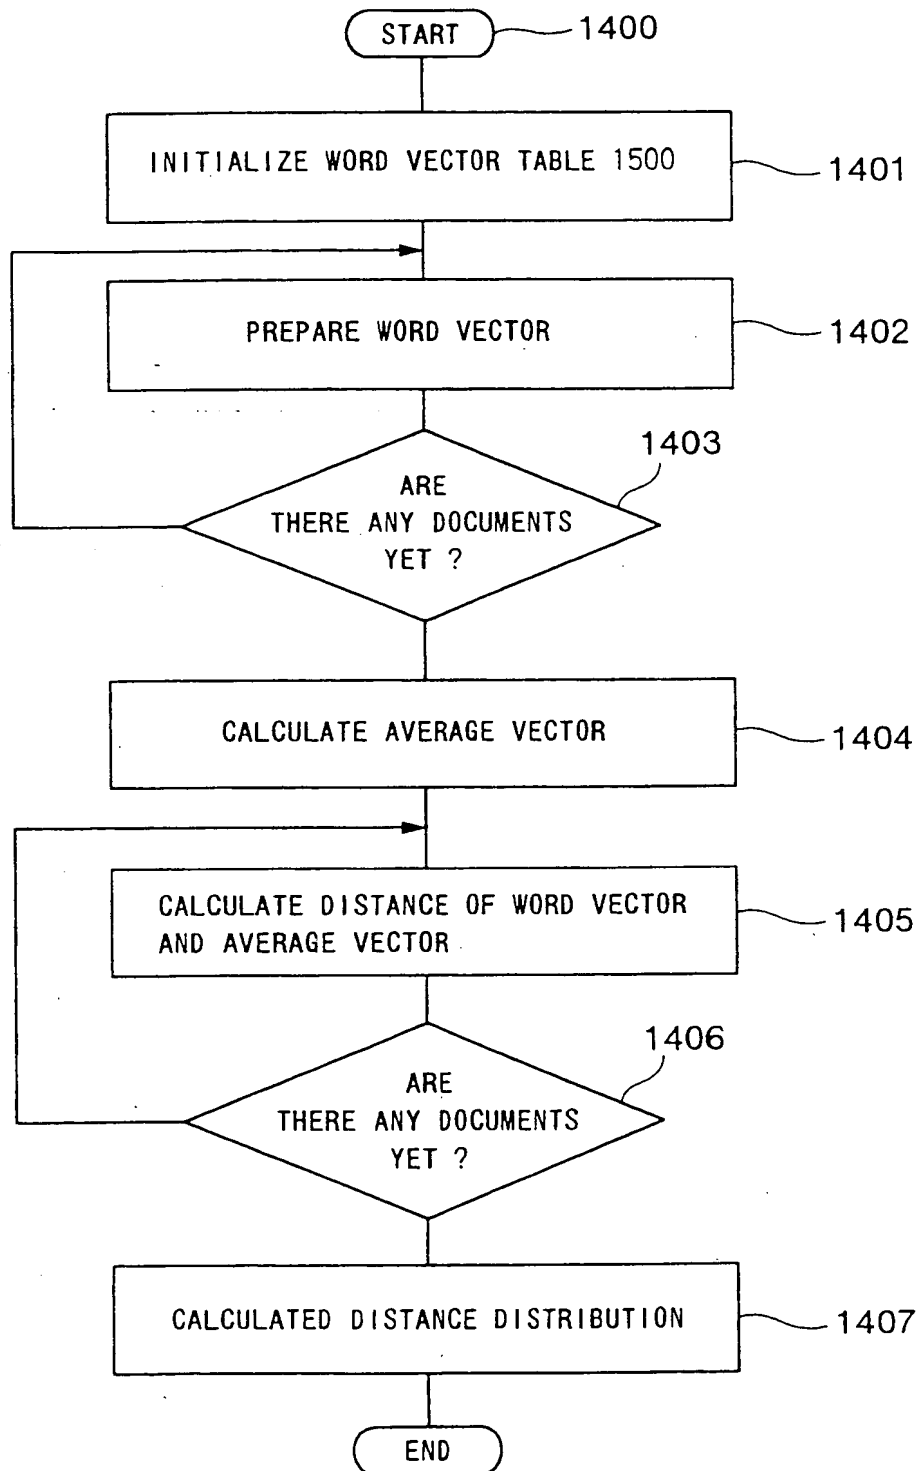 START
1400
INITIALIZE WORD VECTOR TABLE 1500
1401
PREPARE WORD VECTOR
1402
1403
ARE
THERE ANY DOCUMENTS
YET ?
CALCULATE AVERAGE VECTOR
1404
CALCULATE DISTANCE OF WORD VECTOR
AND AVERAGE VECTOR
1405
1406
ARE
THERE ANY DOCUMENTS
YET ?
CALCULATED DISTANCE DISTRIBUTION
1407
END